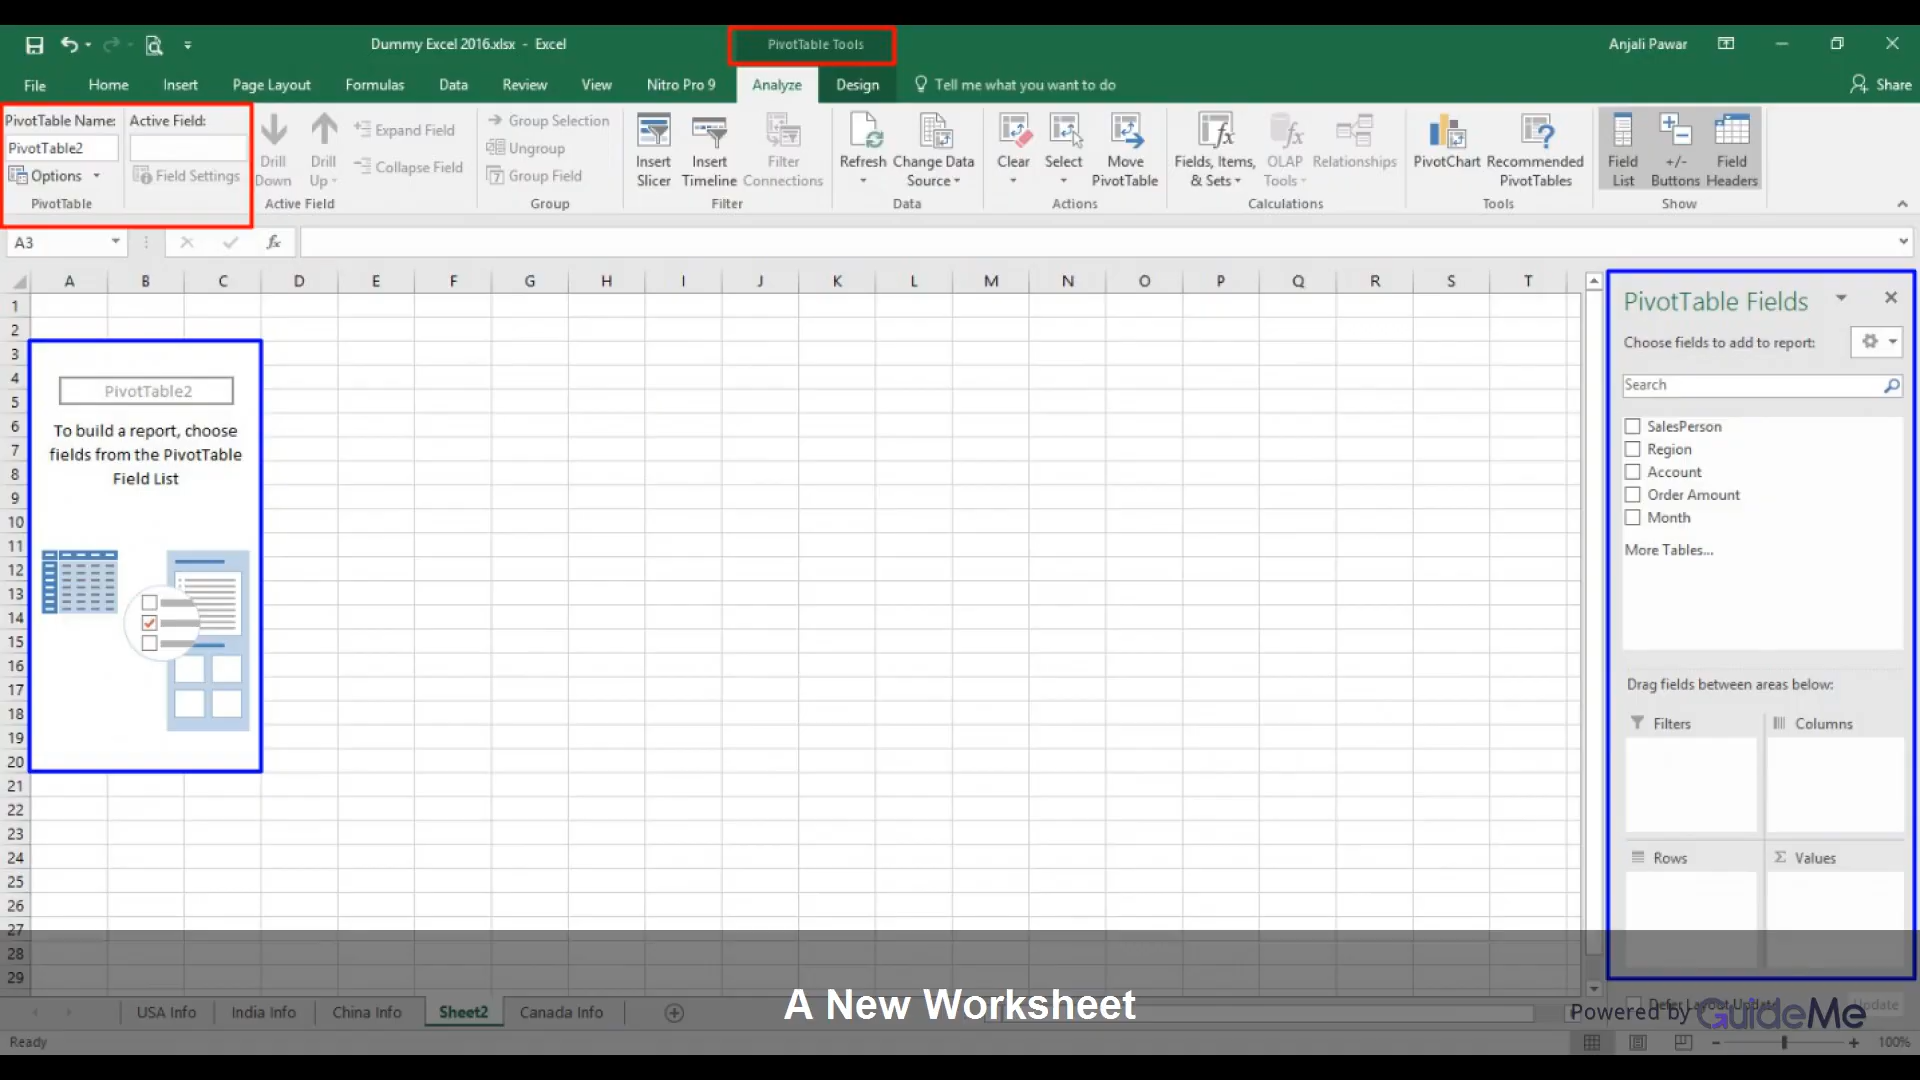 Dummy Excel 2016.xlsx - Excel
PivotTable Tools
Anjali Pawar
File Home Insert Page Layout Formulas Data Review View Nitro Pro 9 Analyze Design Tell me what you want to do Share
PivotTable Name:
PivotTable2
Options
PivotTable
Active Field:
Field Settings
Drill
Down
Drill
Up
Expand Field
Collapse Field
Active Field
Group Selection
Ungroup
Group Field
Group
Insert
Slicer
Insert
Timeline
Filter
Connections
Filter
Refresh
Change Data
Source
Data
Clear
Select
Move
PivotTable
Actions
Fields, Items,
& Sets
OLAP
Tools
Relationships
Calculations
PivotChart
Recommended
PivotTables
Tools
Field
List
+/-
Buttons
Field
Headers
Show
A3
fx
A B C D E F G H I J K L M N O P Q R S T
1
2
3
4
5
6
7
8
9
10
11
12
13
14
15
16
17
18
19
20
21
22
23
24
25
26
27
28
29
PivotTable2
To build a report, choose
fields from the PivotTable
Field List
PivotTable Fields
Choose fields to add to report:
Search
SalesPerson
Region
Account
Order Amount
Month
More Tables...
Drag fields between areas below:
Filters
Columns
Rows
Σ Values
Defer Layout Update
Update
USA Info India Info China Info Sheet2 Canada Info
A New Worksheet
Powered by GuideMe
Ready
100%